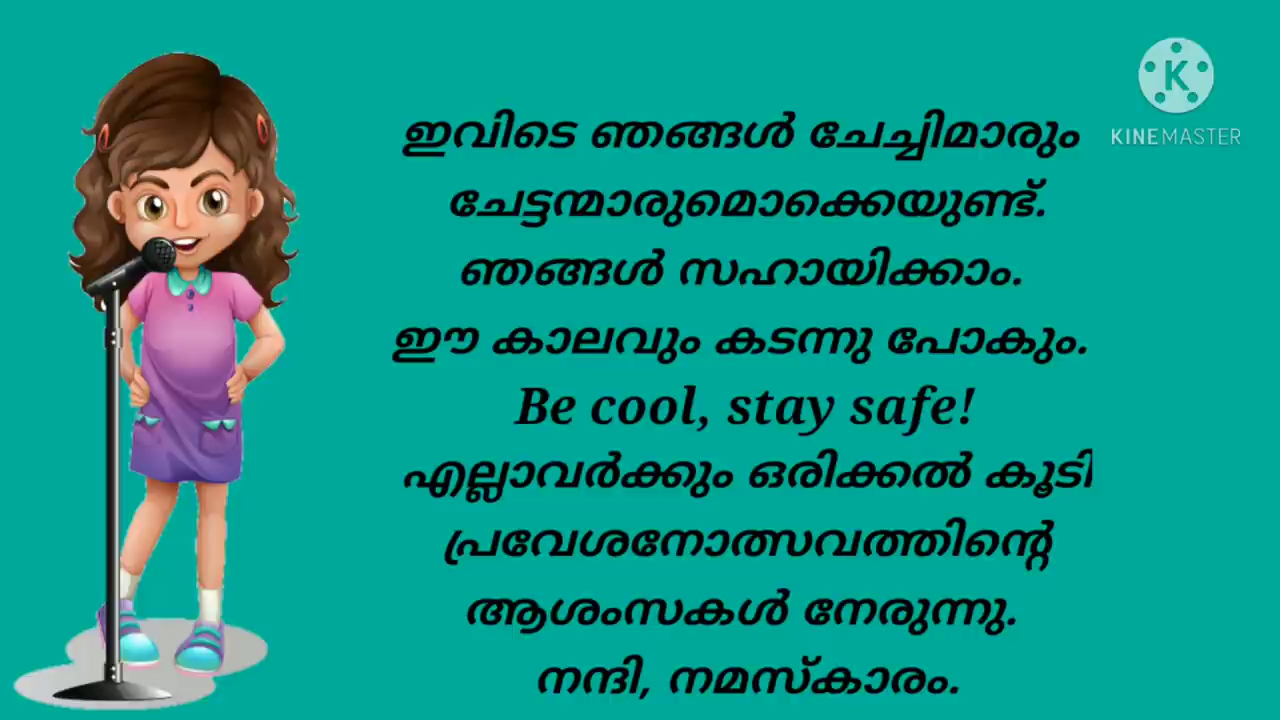 ഇവിടെ ഞങ്ങൾ ചേച്ചിമാരും
ചേട്ടന്മാരുമൊക്കെയുണ്ട്.
ഞങ്ങൾ സഹായിക്കാം.
ഈ കാലവും കടന്നു പോകും.
Be cool, stay safe!
എല്ലാവർക്കും ഒരിക്കൽ കൂടി
പ്രവേശനോത്സവത്തിന്റെ
ആശംസകൾ നേരുന്നു.
നന്ദി, നമസ്കാരം.
K
KINEMASTER